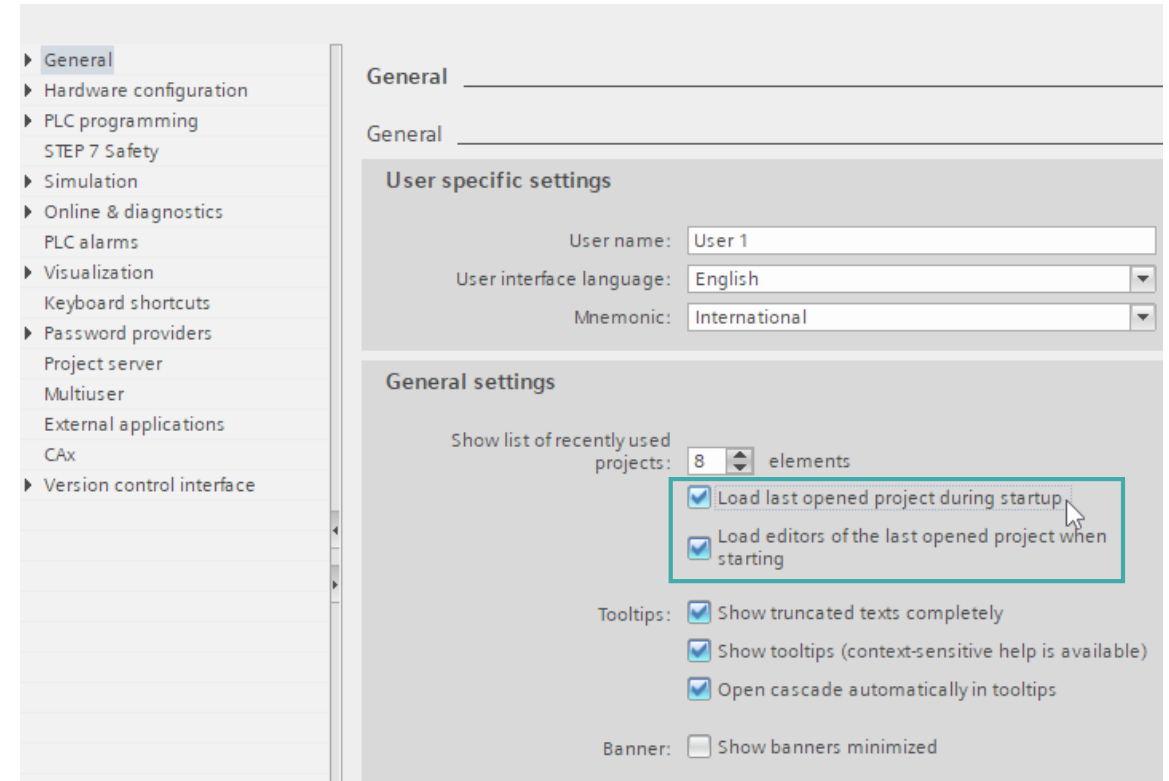 General
Hardware configuration
PLC programming
STEP 7 Safety
Simulation
Online & diagnostics
PLC alarms
Visualization
Keyboard shortcuts
Password providers
Project server
Multiuser
External applications
CAx
Version control interface
General
General
User specific settings
User name: User 1
User interface language: English
Mnemonic: International
General settings
Show list of recently used
projects: 8 elements
Load last opened project during startup
Load editors of the last opened project when
starting
Tooltips: Show truncated texts completely
Show tooltips (context-sensitive help is available)
Open cascade automatically in tooltips
Banner: Show banners minimized